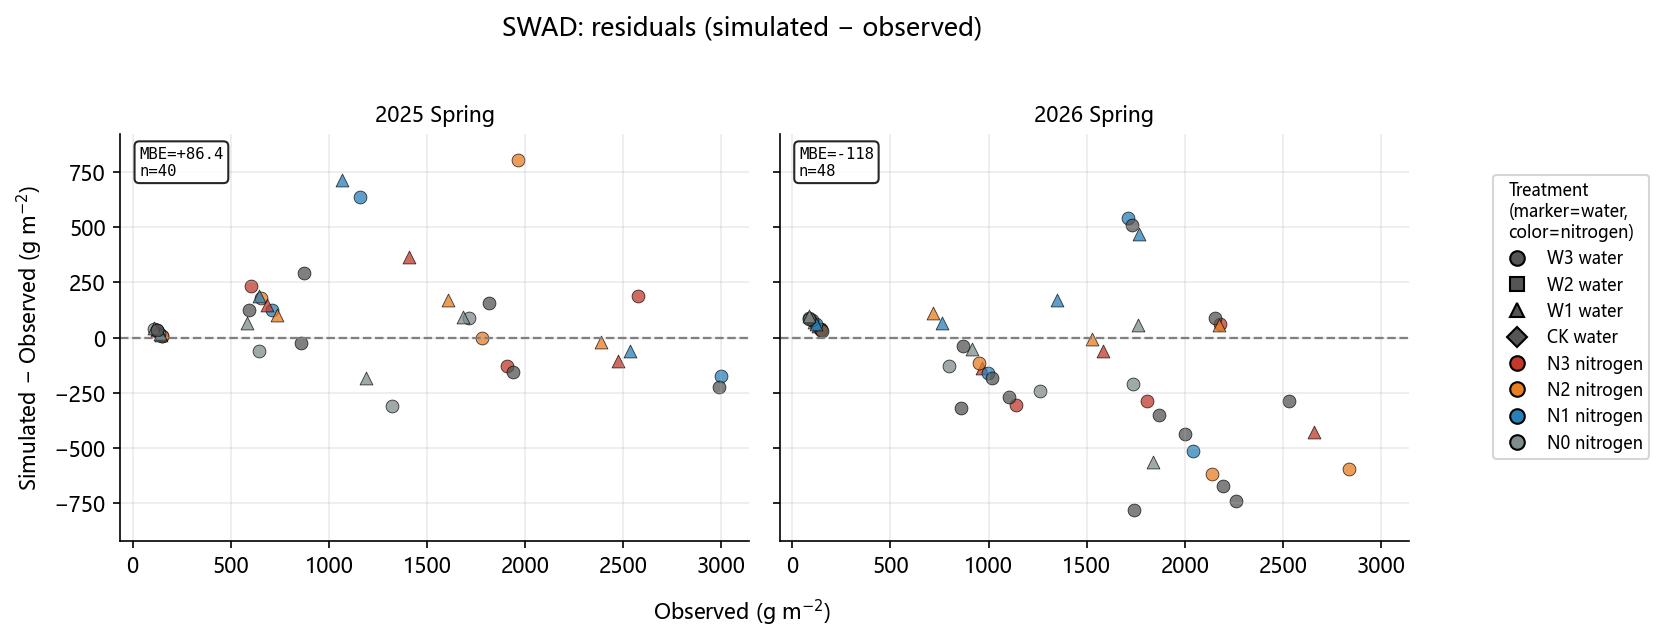 SWAD: residuals (simulated − observed)
2025 Spring
2026 Spring
MBE=+86.4
n=40
MBE=-118
n=48
Simulated − Observed (g m⁻²)
750
500
250
0
−250
−500
−750
0 500 1000 1500 2000 2500 3000
0 500 1000 1500 2000 2500 3000
Observed (g m⁻²)
Treatment
(marker=water,
color=nitrogen)
W3 water
W2 water
W1 water
CK water
N3 nitrogen
N2 nitrogen
N1 nitrogen
N0 nitrogen